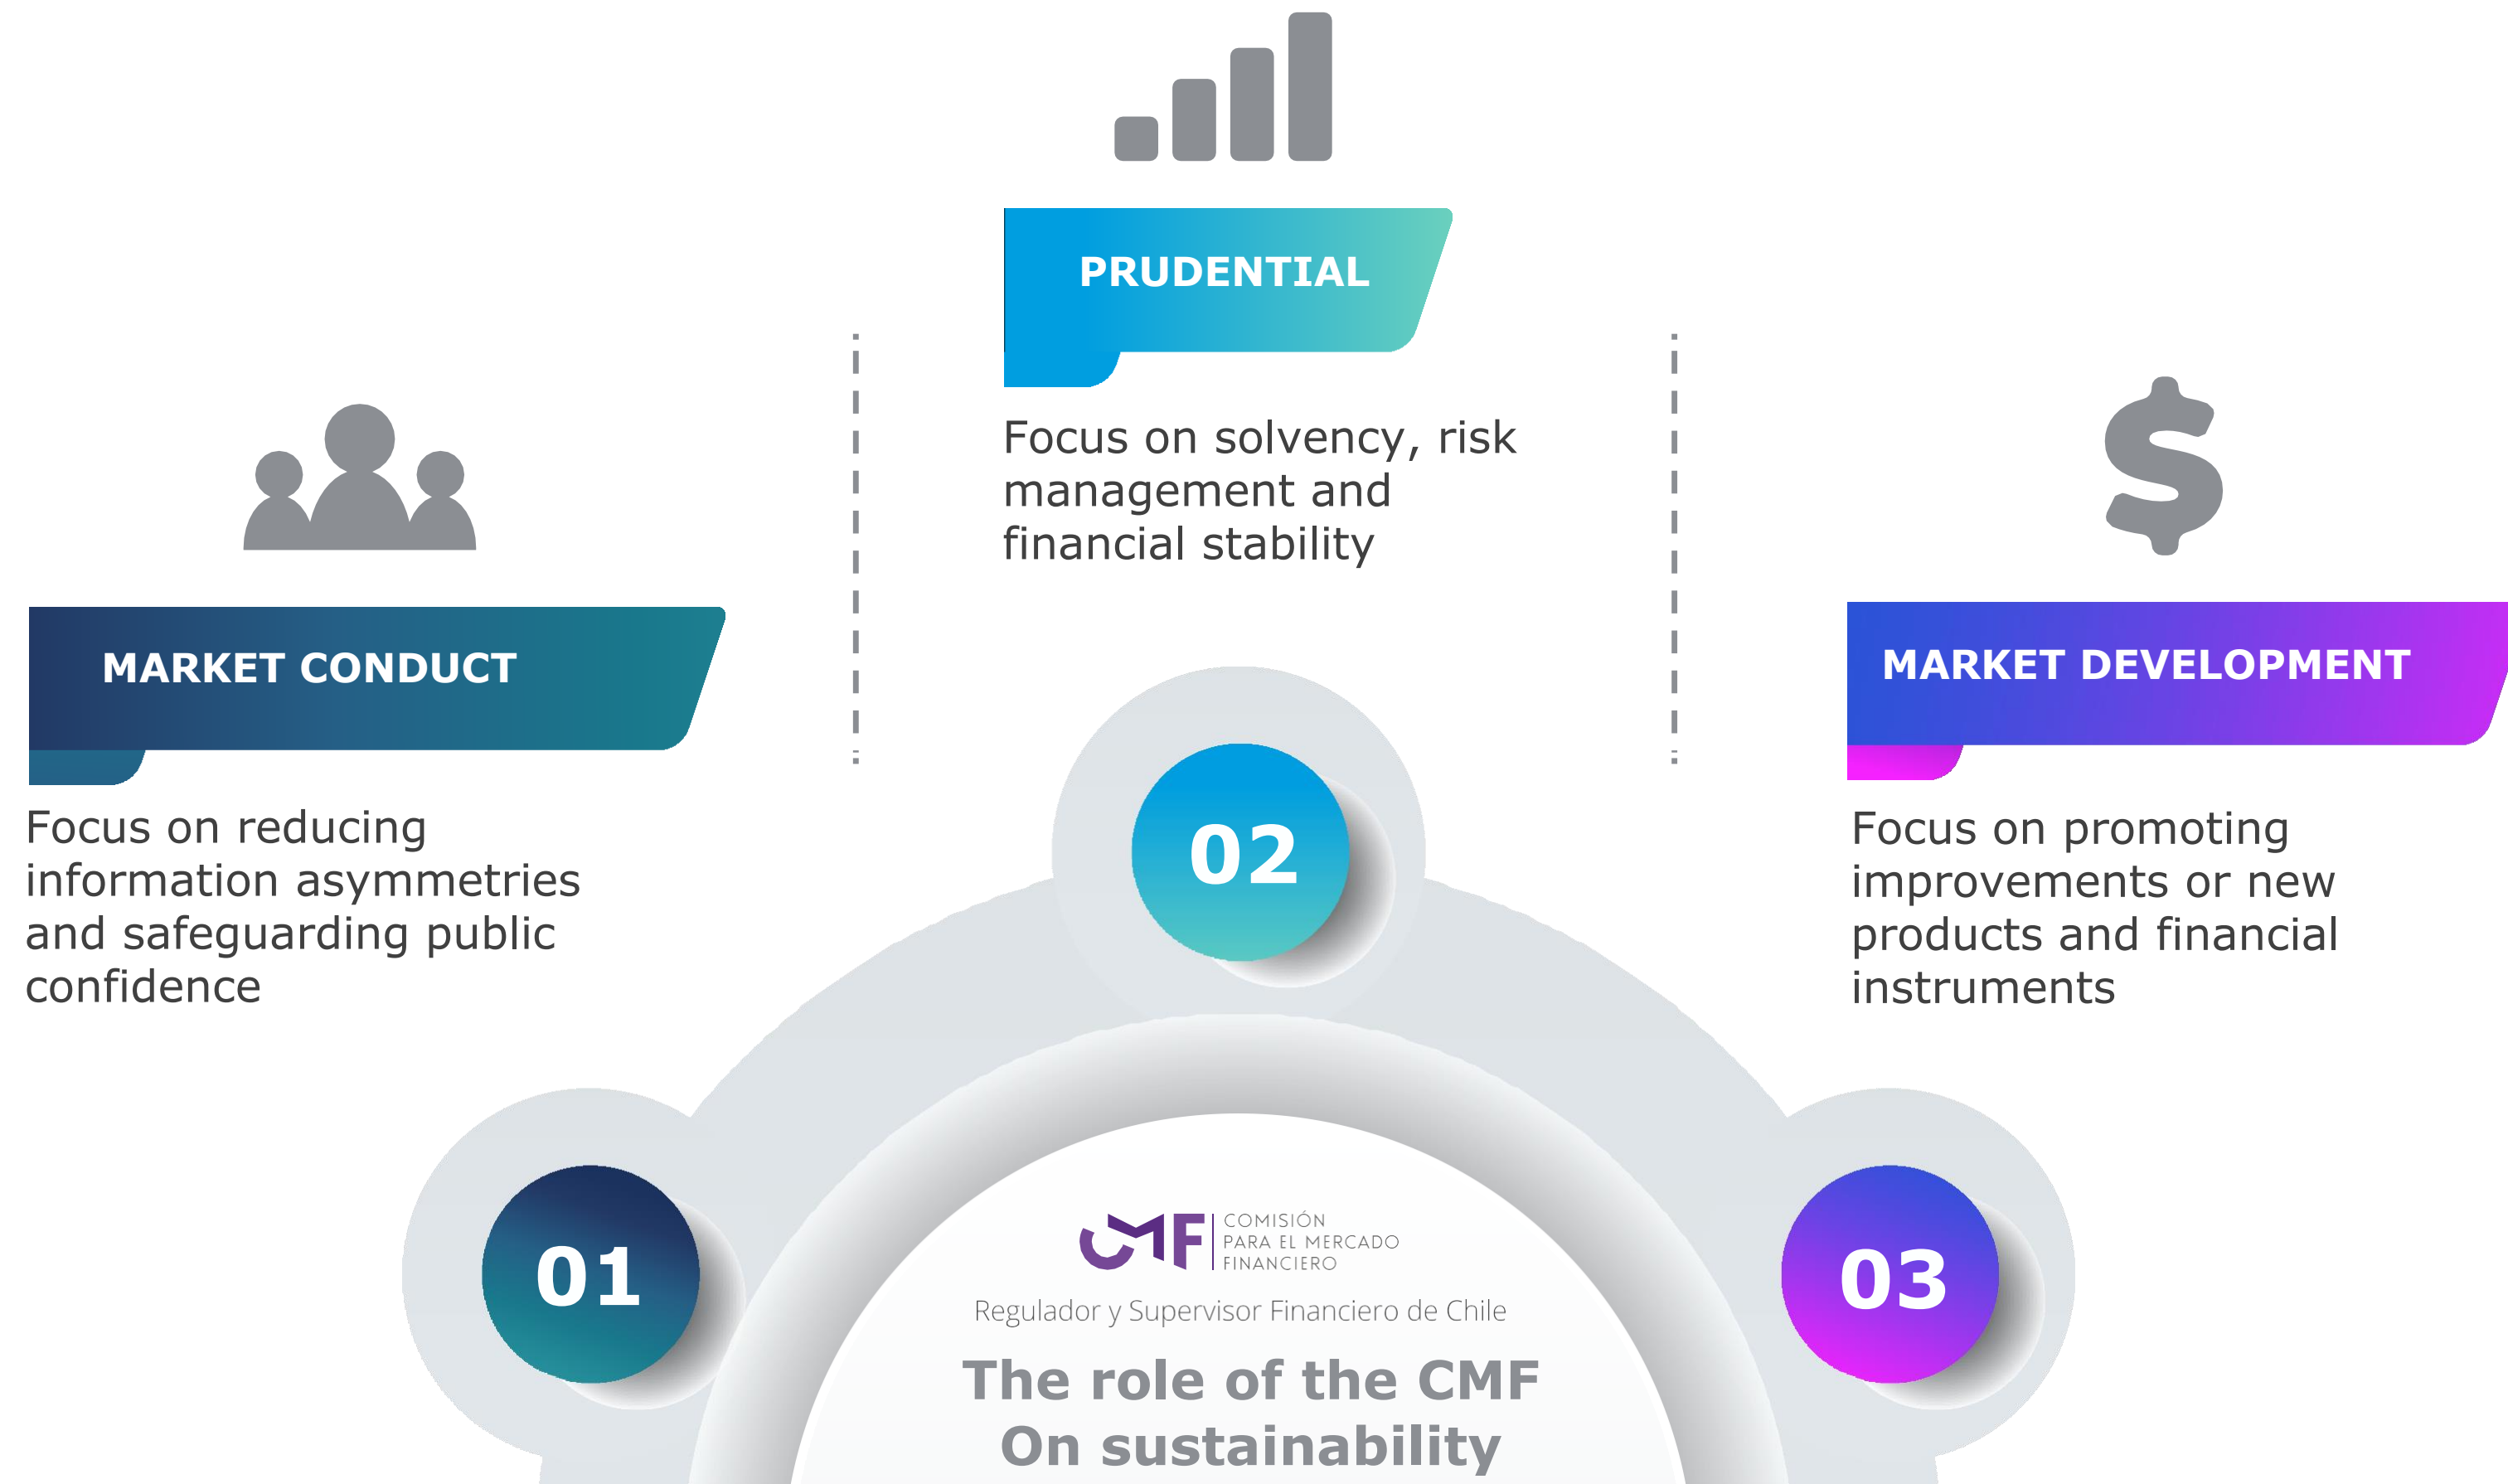 PRUDENTIAL
Focus on solvency, risk
management and
financial stability
MARKET CONDUCT
Focus on reducing
information asymmetries
and safeguarding public
confidence
MARKET DEVELOPMENT
Focus on promoting
improvements or new
products and financial
instruments
02
01
03
CMF
COMISIÓN
PARA EL MERCADO
FINANCIERO
Regulador y Supervisor Financiero de Chile
The role of the CMF
On sustainability